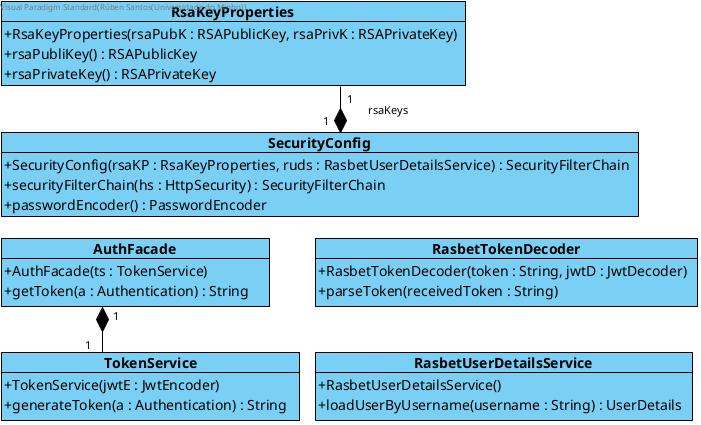 Visual Paradigm Standard(Rúben Santos(Universidade do Minho))
RsaKeyProperties
+RsaKeyProperties(rsaPubK : RSAPublicKey, rsaPrivK : RSAPrivateKey)
+rsaPubliKey() : RSAPublicKey
+rsaPrivateKey() : RSAPrivateKey
1
rsaKeys
1
SecurityConfig
+SecurityConfig(rsaKP : RsaKeyProperties, ruds : RasbetUserDetailsService) : SecurityFilterChain
+securityFilterChain(hs : HttpSecurity) : SecurityFilterChain
+passwordEncoder() : PasswordEncoder
AuthFacade
+AuthFacade(ts : TokenService)
+getToken(a : Authentication) : String
RasbetTokenDecoder
+RasbetTokenDecoder(token : String, jwtD : JwtDecoder)
+parseToken(receivedToken : String)
1
1
TokenService
+TokenService(jwtE : JwtEncoder)
+generateToken(a : Authentication) : String
RasbetUserDetailsService
+RasbetUserDetailsService()
+loadUserByUsername(username : String) : UserDetails